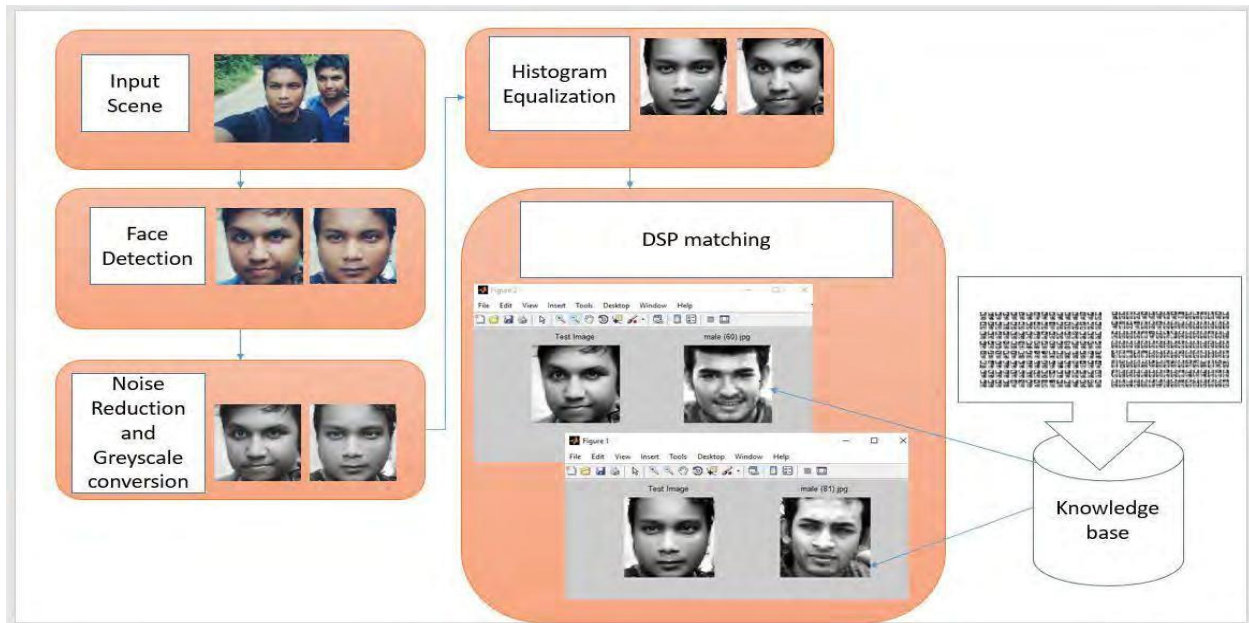 Input
Scene
Face
Detection
Noise
Reduction
and
Greyscale
conversion
Histogram
Equalization
DSP matching
Figure 2
File Edit View Insert Tools Desktop Window Help
Test Image male (60) jpg
Figure 1
File Edit View Insert Tools Desktop Window Help
Test Image male (81) jpg
Knowledge
base